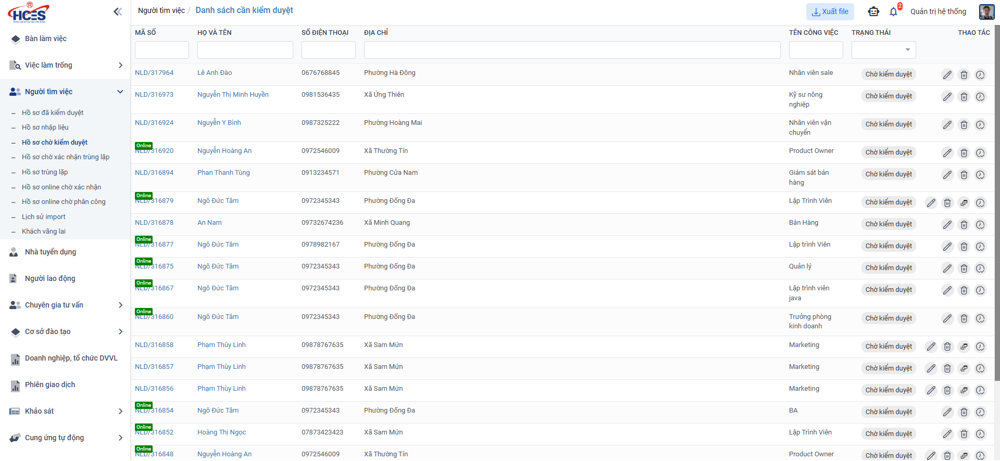 HCES
Người tìm việc / Danh sách cần kiểm duyệt
Xuất file
2
Quản trị hệ thống
Bàn làm việc
Việc làm trống
Người tìm việc
– Hồ sơ đã kiểm duyệt
– Hồ sơ nhập liệu
– Hồ sơ chờ kiểm duyệt
– Hồ sơ chờ xác nhận trùng lặp
– Hồ sơ trùng lặp
– Hồ sơ online chờ xác nhận
– Hồ sơ online chờ phân công
– Lịch sử import
– Khách vãng lai
Nhà tuyển dụng
Người lao động
Chuyên gia tư vấn
Cơ sở đào tạo
Doanh nghiệp, tổ chức DVVL
Phiên giao dịch
Khảo sát
Cung ứng tự động
MÃ SỐ HỌ VÀ TÊN SỐ ĐIỆN THOẠI ĐỊA CHỈ TÊN CÔNG VIỆC TRẠNG THÁI THAO TÁC
NLD/317964 Lê Anh Đào 0676768845 Phường Hà Đông Nhân viên sale Chờ kiểm duyệt
NLD/316973 Nguyễn Thị Minh Huyền 0981536435 Xã Ứng Thiên Kỹ sư nông Chờ kiểm duyệt
nghiệp
NLD/316924 Nguyễn Y Bình 0987325222 Phường Hoàng Mai Nhân viên vận Chờ kiểm duyệt
chuyển
Online
NLD/316920 Nguyễn Hoàng An 0972546009 Xã Thường Tín Product Owner Chờ kiểm duyệt
NLD/316894 Phan Thanh Tùng 0913234571 Phường Cửa Nam Giám sát bán Chờ kiểm duyệt
hàng
Online
NLD/316879 Ngô Đức Tâm 0972345343 Phường Đống Đa Lập Trình Viên Chờ kiểm duyệt
NLD/316878 An Nam 09732674236 Xã Minh Quang Bán Hàng Chờ kiểm duyệt
Online
NLD/316877 Ngô Đức Tâm 0978982167 Phường Đống Đa Lập trình Viên Chờ kiểm duyệt
Online
NLD/316875 Ngô Đức Tâm 0972345343 Phường Đống Đa Quản lý Chờ kiểm duyệt
Online
NLD/316867 Ngô Đức Tâm 0972345343 Phường Đống Đa Lập trình viên Chờ kiểm duyệt
java
Online
NLD/316860 Ngô Đức Tâm 0972345343 Phường Đống Đa Trưởng phòng Chờ kiểm duyệt
kinh doanh
NLD/316858 Phạm Thùy Linh 09878767635 Xã Sam Mứn Marketing Chờ kiểm duyệt
NLD/316857 Phạm Thùy Linh 09878767635 Xã Sam Mứn Marketing Chờ kiểm duyệt
NLD/316856 Phạm Thùy Linh 09878767635 Xã Sam Mứn Marketing Chờ kiểm duyệt
Online
NLD/316854 Ngô Đức Tâm 0972345343 Phường Đống Đa BA Chờ kiểm duyệt
Online
NLD/316852 Hoàng Thị Ngọc 07873423423 Xã Sam Mứn Lập Trình Viên Chờ kiểm duyệt
Online
NLD/316848 Nguyễn Hoàng An 0972546009 Xã Thường Tín Product Owner Chờ kiểm duyệt